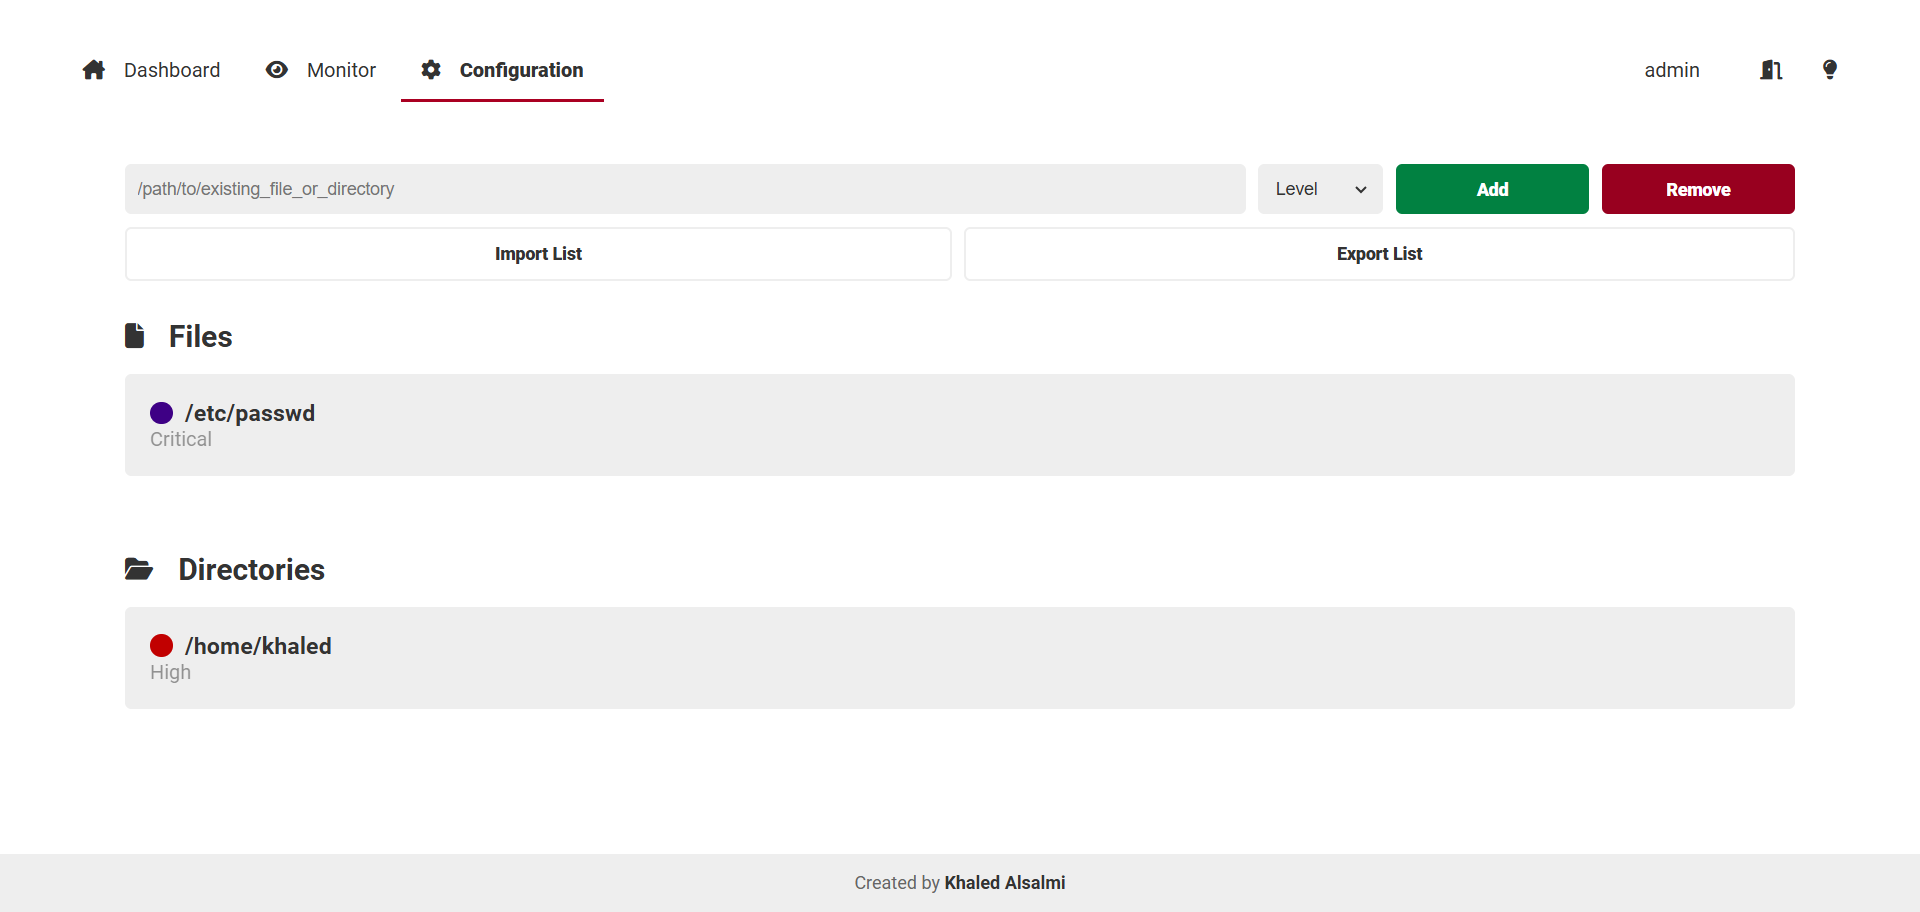 Dashboard Monitor Configuration admin
/path/to/existing_file_or_directory Level Add Remove
Import List Export List
Files
/etc/passwd
Critical
Directories
/home/khaled
High
Created by Khaled Alsalmi